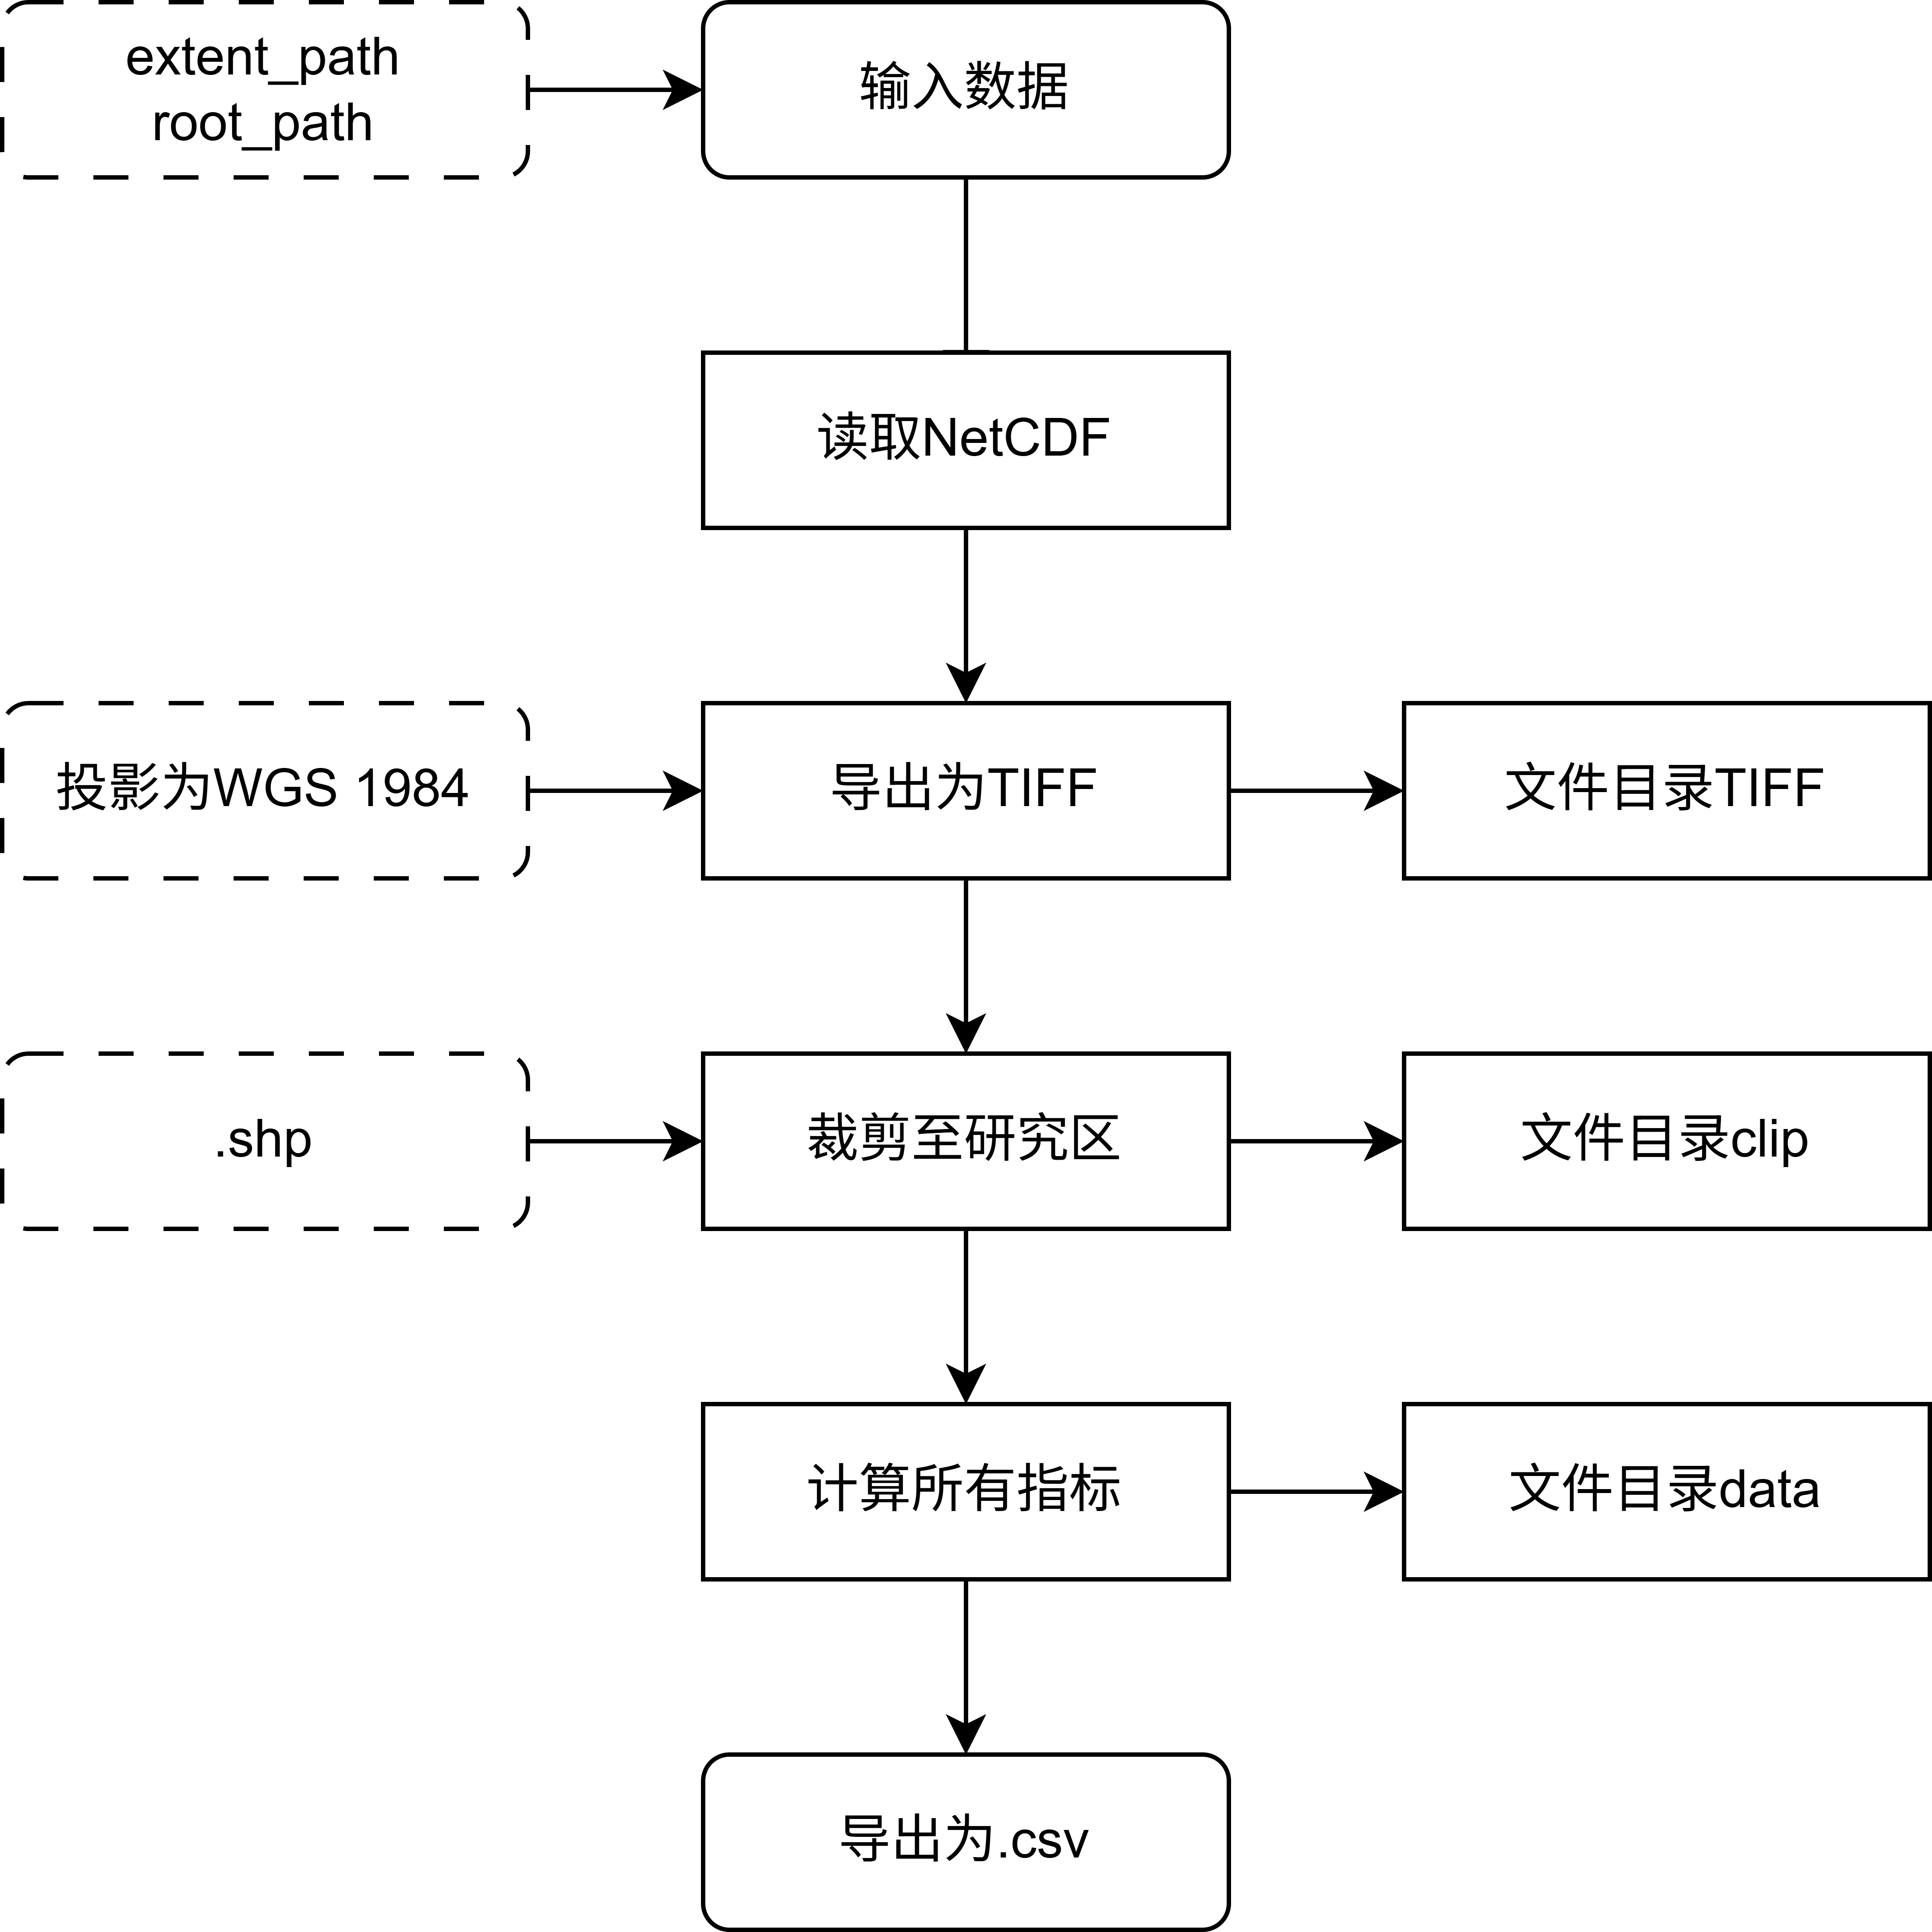 extent_path
root_path
输入数据
读取NetCDF
投影为WGS 1984
导出为TIFF
文件目录TIFF
.shp
裁剪至研究区
文件目录clip
计算所有指标
文件目录data
导出为.csv